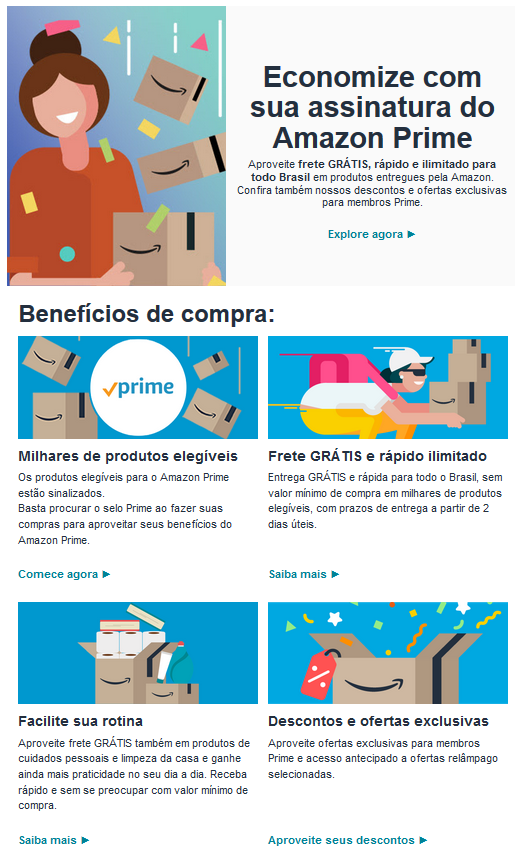 Economize com
sua assinatura do
Amazon Prime
Aproveite frete GRÁTIS, rápido e ilimitado para
todo Brasil em produtos entregues pela Amazon.
Confira também nossos descontos e ofertas exclusivas
para membros Prime.
Explore agora ►
Benefícios de compra:
prime
Milhares de produtos elegíveis
Os produtos elegíveis para o Amazon Prime
estão sinalizados.
Basta procurar o selo Prime ao fazer suas
compras para aproveitar seus benefícios do
Amazon Prime.
Comece agora ►
Frete GRÁTIS e rápido ilimitado
Entrega GRÁTIS e rápida para todo o Brasil, sem
valor mínimo de compra em milhares de produtos
elegíveis, com prazos de entrega a partir de 2
dias úteis.
Saiba mais ►
Facilite sua rotina
Aproveite frete GRÁTIS também em produtos de
cuidados pessoais e limpeza da casa e ganhe
ainda mais praticidade no seu dia a dia. Receba
rápido e sem se preocupar com valor mínimo de
compra.
Saiba mais ►
Descontos e ofertas exclusivas
Aproveite ofertas exclusivas para membros
Prime e acesso antecipado a ofertas relâmpago
selecionadas.
Aproveite seus descontos ►